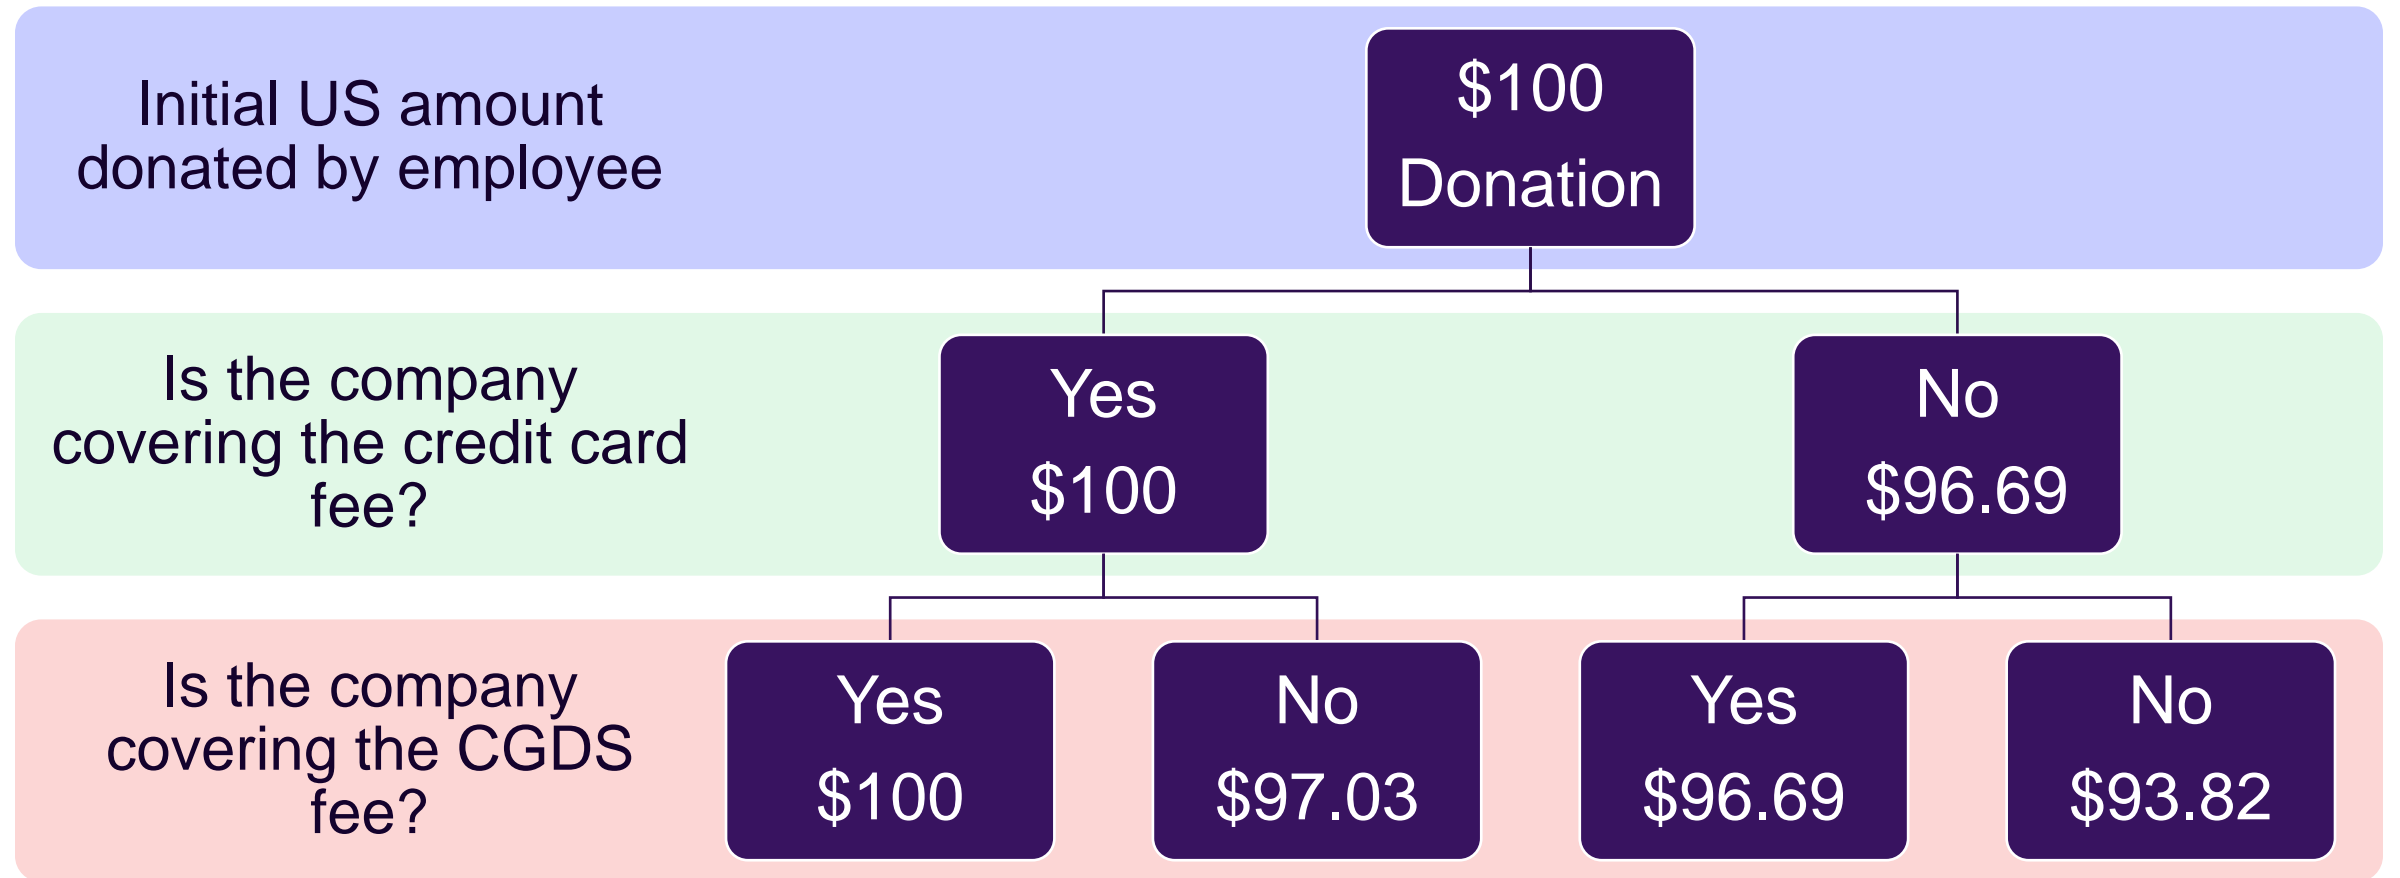 Initial US amount
donated by employee
$100
Donation
Is the company
covering the credit card
fee?
Yes
$100
No
$96.69
Is the company
covering the CGDS
fee?
Yes
$100
No
$97.03
Yes
$96.69
No
$93.82